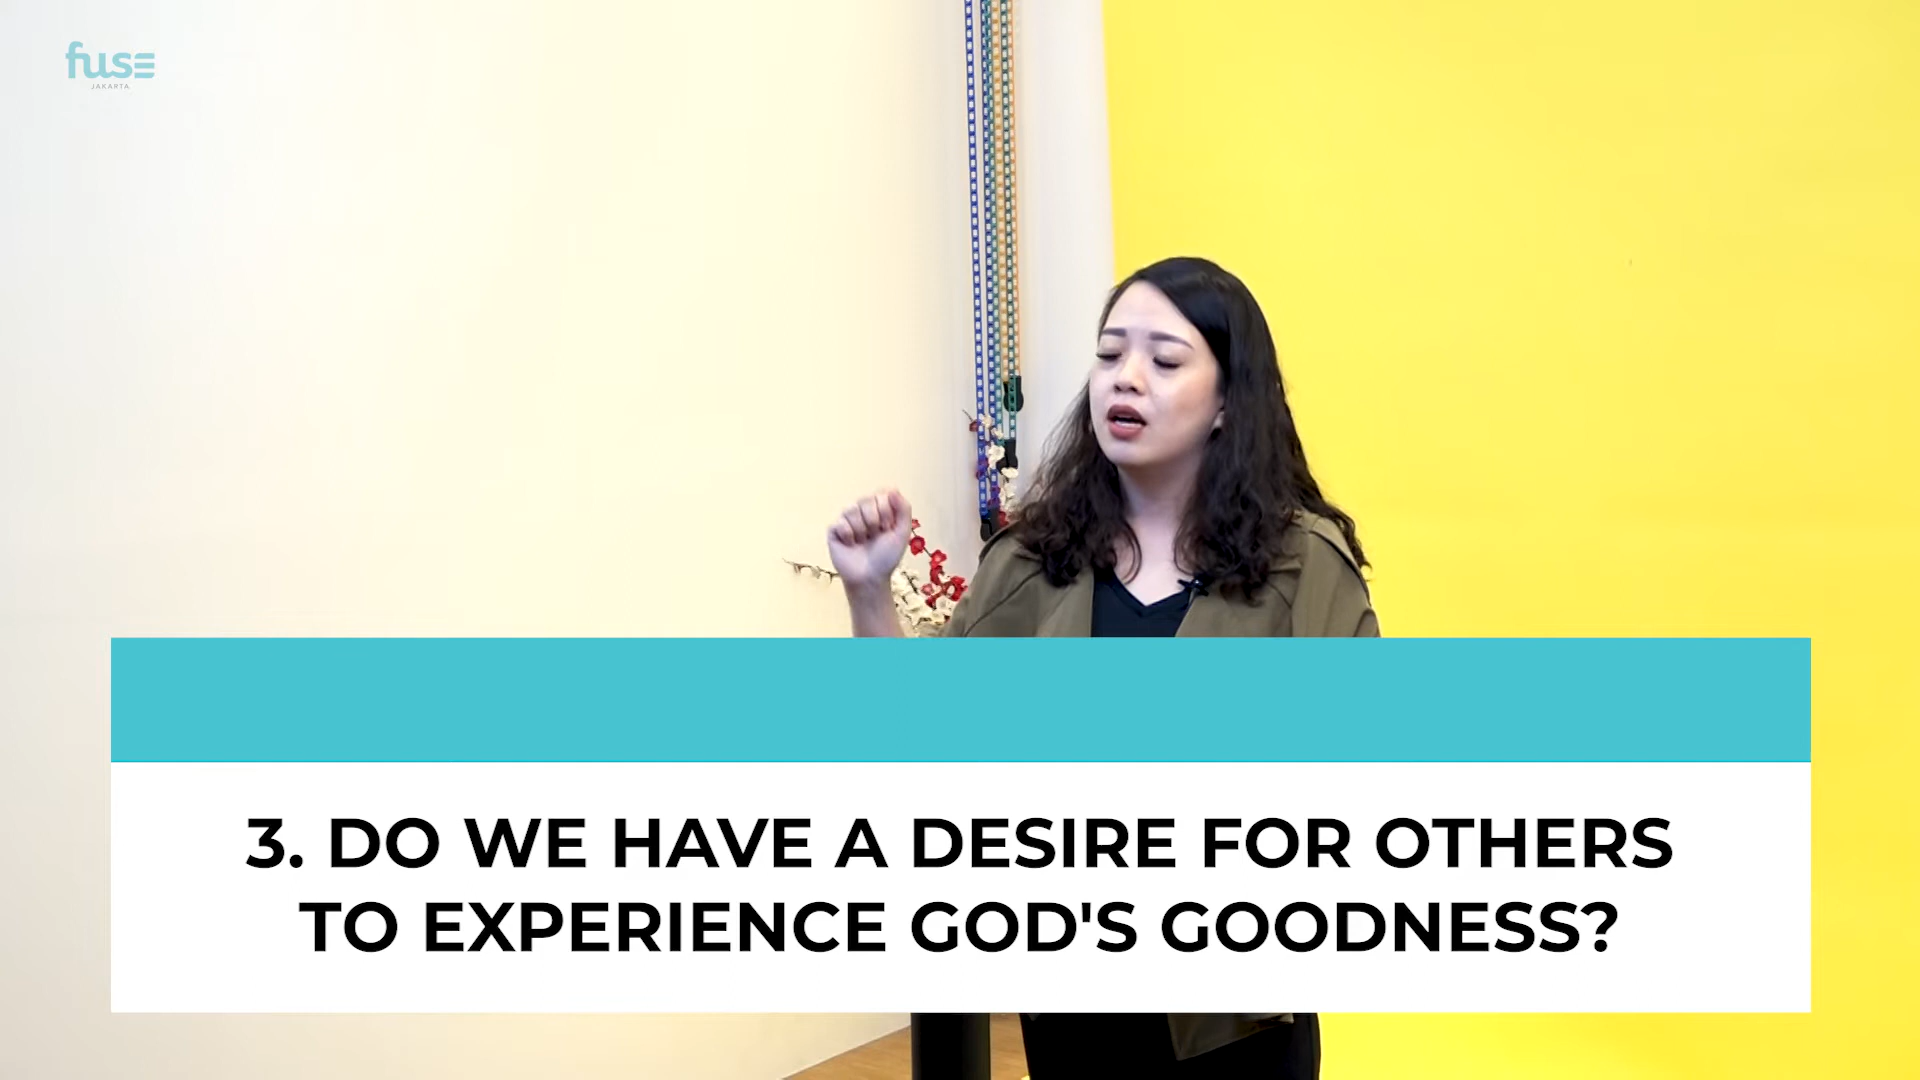 fuse
JAKARTA
3. DO WE HAVE A DESIRE FOR OTHERS
TO EXPERIENCE GOD'S GOODNESS?